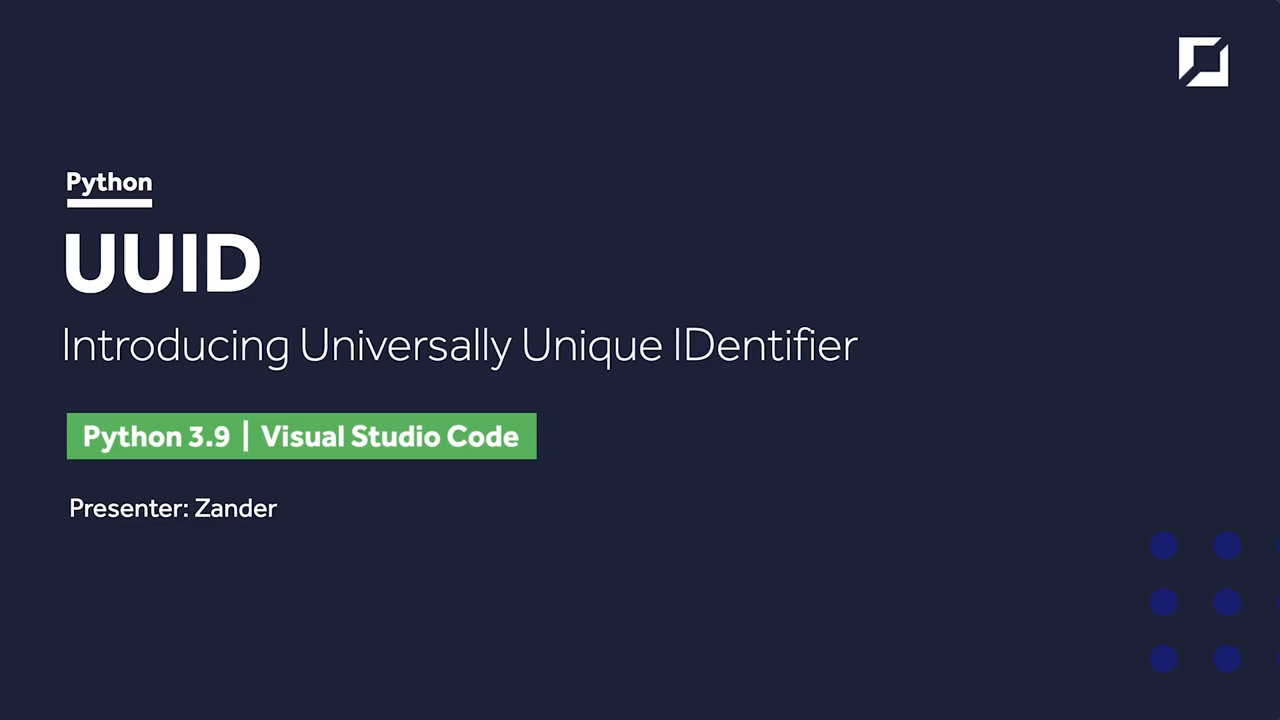 Python
UUID
Introducing Universally Unique IDentifier
Python 3.9 | Visual Studio Code
Presenter: Zander